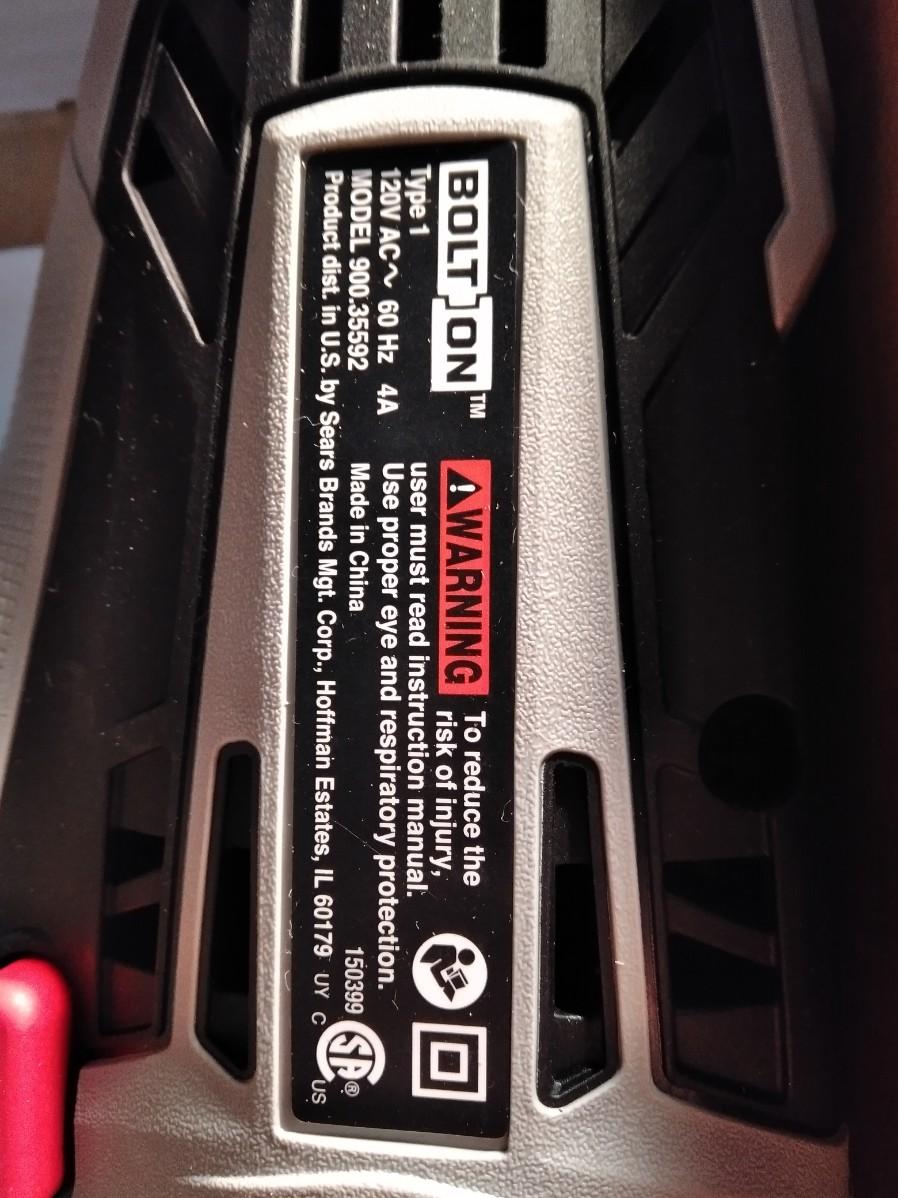 BOLT ON™
Type 1
120V AC∿ 60 Hz 4A
MODEL 900.35592
Product dist. in U.S. by Sears Brands Mgt. Corp., Hoffman Estates, IL 60179 UY
⚠WARNING To reduce the
risk of injury,
user must read instruction manual.
Use proper eye and respiratory protection.
Made in China
150399
C SA® US